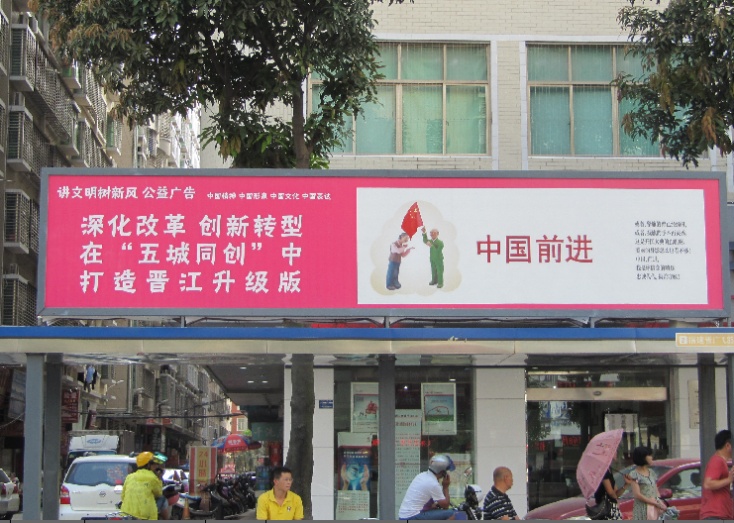 讲文明树新风 公益广告 中国精神 中国形象 中国文化 中国表达
深化改革 创新转型
在“五城同创”中
打造晋江升级版
中国前进